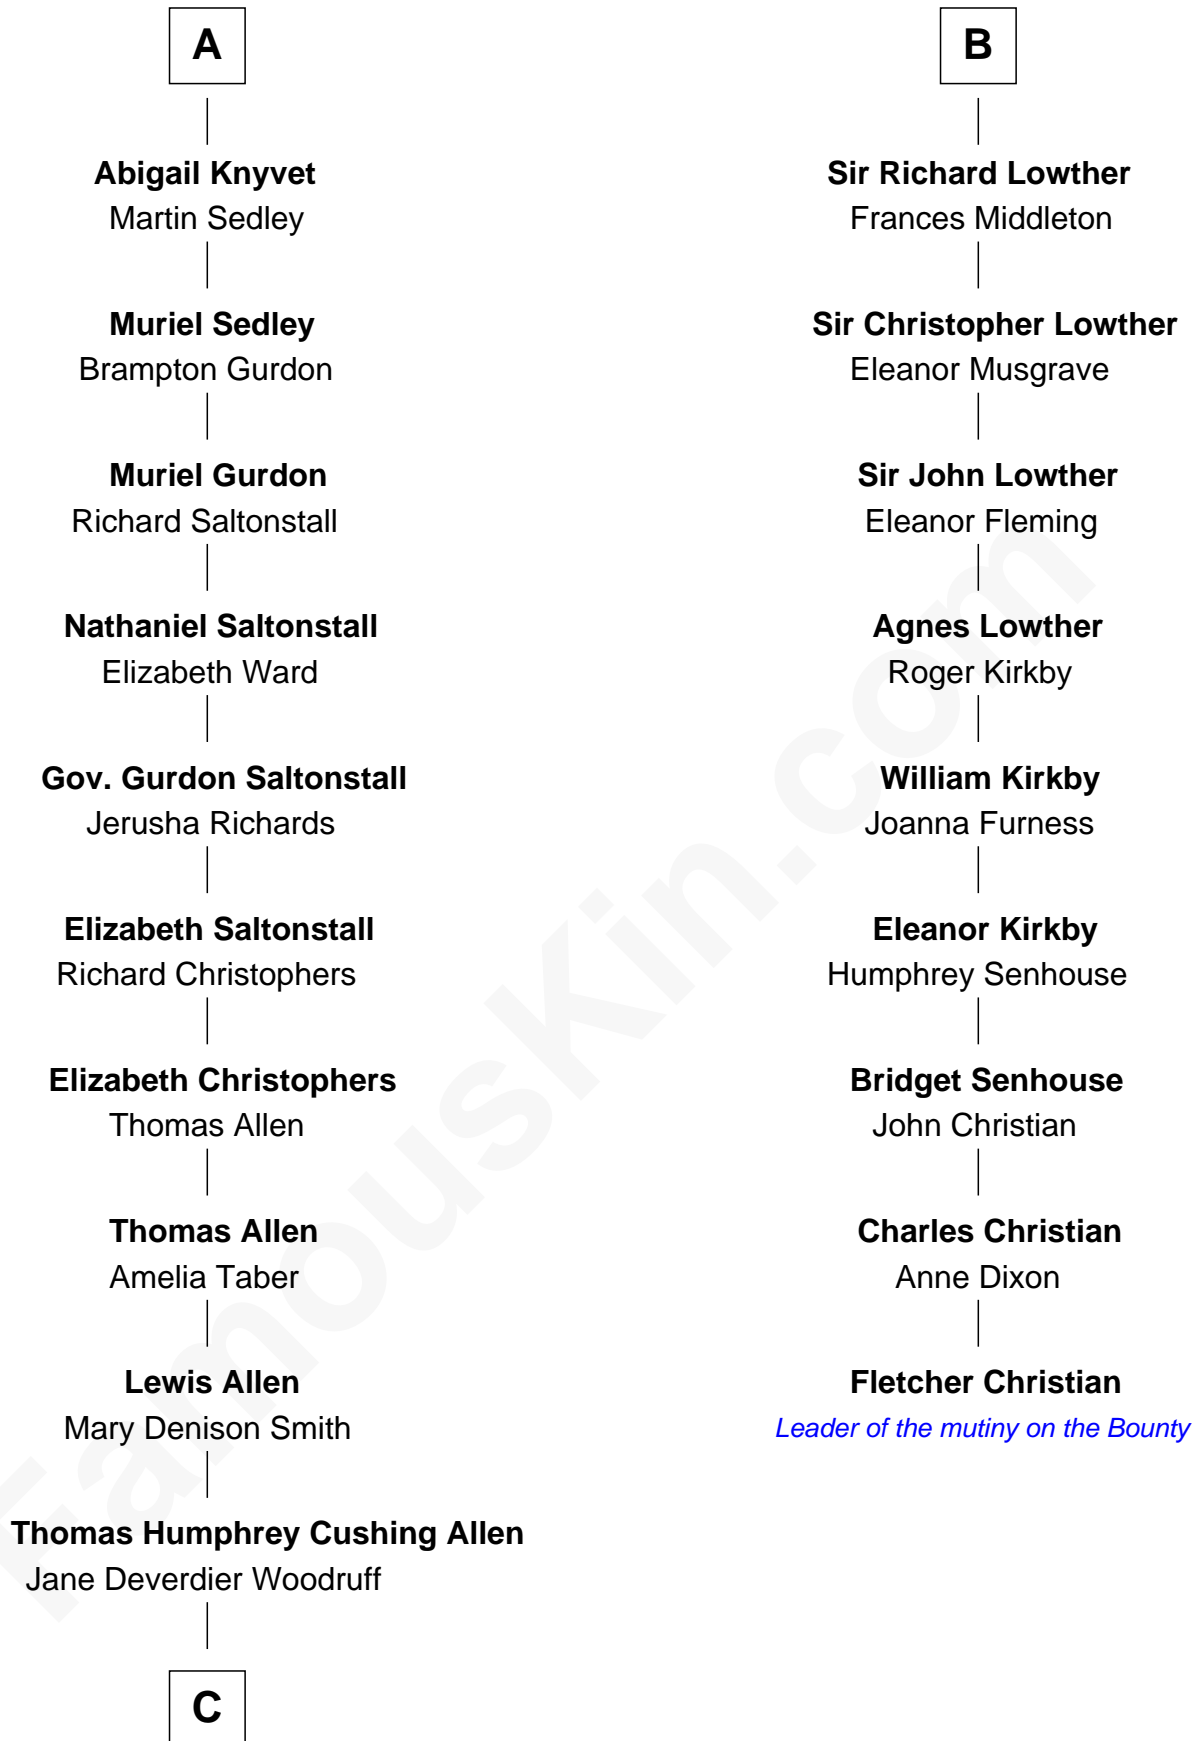 A
Abigail Knyvet
Martin Sedley
Muriel Sedley
Brampton Gurdon
Muriel Gurdon
Richard Saltonstall
Nathaniel Saltonstall
Elizabeth Ward
Gov. Gurdon Saltonstall
Jerusha Richards
Elizabeth Saltonstall
Richard Christophers
Elizabeth Christophers
Thomas Allen
Thomas Allen
Amelia Taber
Lewis Allen
Mary Denison Smith
Thomas Humphrey Cushing Allen
Jane Deverdier Woodruff
C
B
Sir Richard Lowther
Frances Middleton
Sir Christopher Lowther
Eleanor Musgrave
Sir John Lowther
Eleanor Fleming
Agnes Lowther
Roger Kirkby
William Kirkby
Joanna Furness
Eleanor Kirkby
Humphrey Senhouse
Bridget Senhouse
John Christian
Charles Christian
Anne Dixon
Fletcher Christian
Leader of the mutiny on the Bounty
FamousKin.com